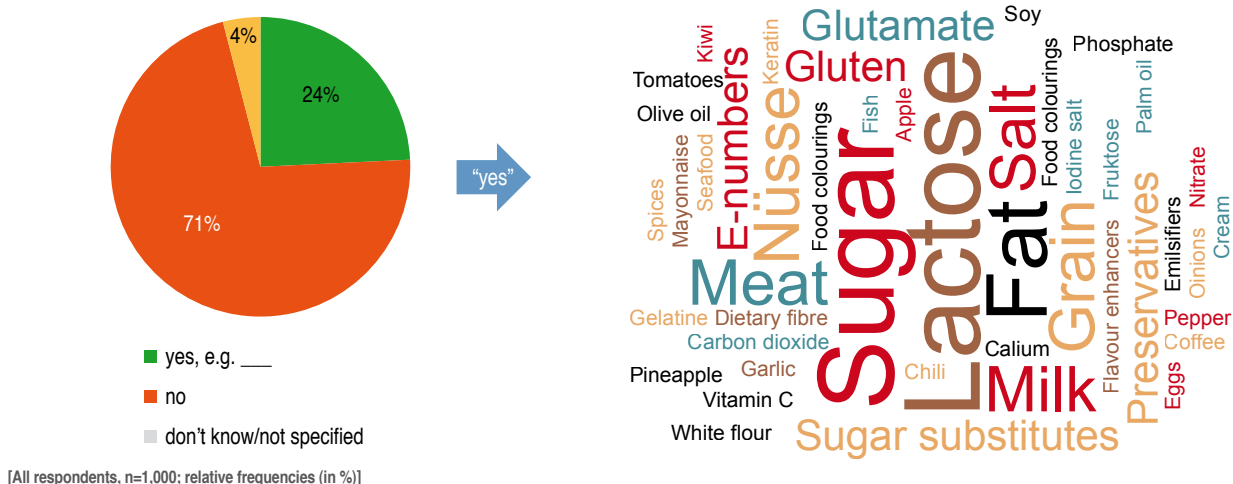 4%
24%
71%
yes, e.g. ___
no
don't know/not specified
[All respondents, n=1,000; relative frequencies (in %)]
"yes"
Glutamate
Soy
Phosphate
Kiwi
Keratin
Gluten
Tomatoes
E-numbers
Olive oil
Nüsse
Food colourings
Fish
Apple
Sugar
Lactose
Salt
Food colourings
Iodine salt
Fruktose
Palm oil
Spices
Mayonnaise
Seafood
Meat
Fat
Grain
Flavour enhancers
Preservatives
Emilsifiers
Nitrate
Oinions
Cream
Gelatine
Dietary fibre
Carbon dioxide
Pepper
Coffee
Pineapple
Garlic
Chili
Calium
Milk
Eggs
Vitamin C
White flour
Sugar substitutes